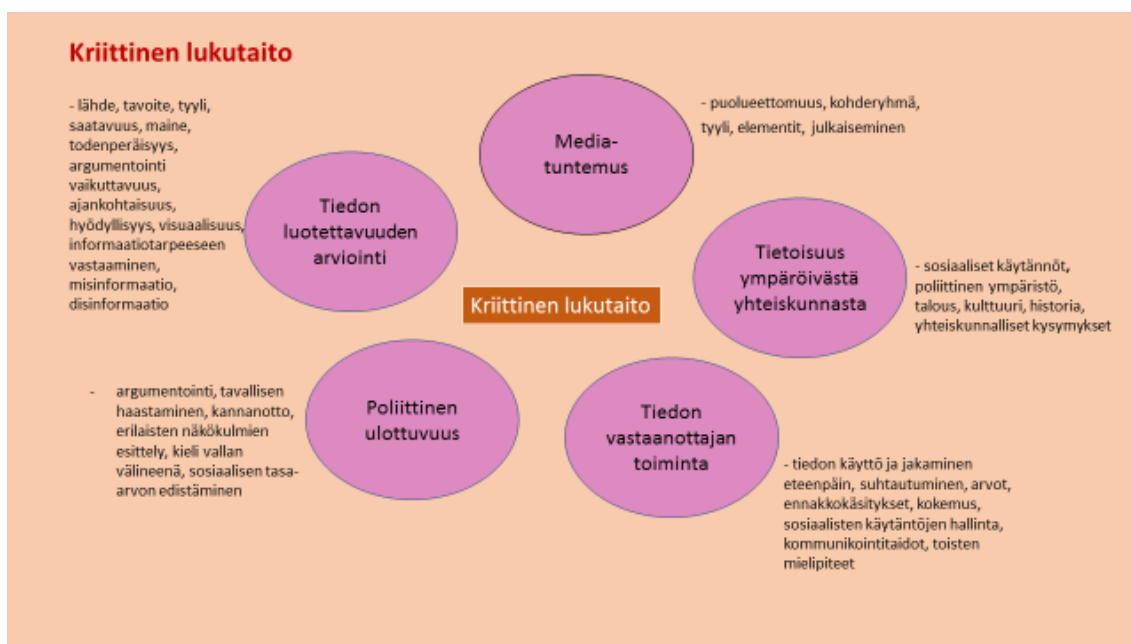 Kriittinen lukutaito
- lähde, tavoite, tyyli,
saatavuus, maine,
todenperäisyys,
argumentointi
vaikuttavuus,
ajankohtaisuus,
hyödyllisyys, visuaalisuus,
informaatiotarpeeseen
vastaaminen,
misinformaatio,
disinformaatio
Tiedon
luotettavuuden
arviointi
Media-
tuntemus
- puolueettomuus, kohderyhmä,
tyyli, elementit, julkaiseminen
Tietoisuus
ympäröivästä
yhteiskunnasta
- sosiaaliset käytännöt,
poliittinen ympäristö,
talous, kulttuuri, historia,
yhteiskunnalliset kysymykset
Kriittinen lukutaito
- argumentointi, tavallisen
haastaminen, kannanotto,
erilaisten näkökulmien
esittely, kieli vallan
välineenä, sosiaalisen tasa-
arvon edistäminen
Poliittinen
ulottuvuus
Tiedon
vastaanottajan
toiminta
- tiedon käyttö ja jakaminen
eteenpäin, suhtautuminen, arvot,
ennakkokäsitykset, kokemus,
sosiaalisten käytäntöjen hallinta,
kommunikointitaidot, toisten
mielipiteet